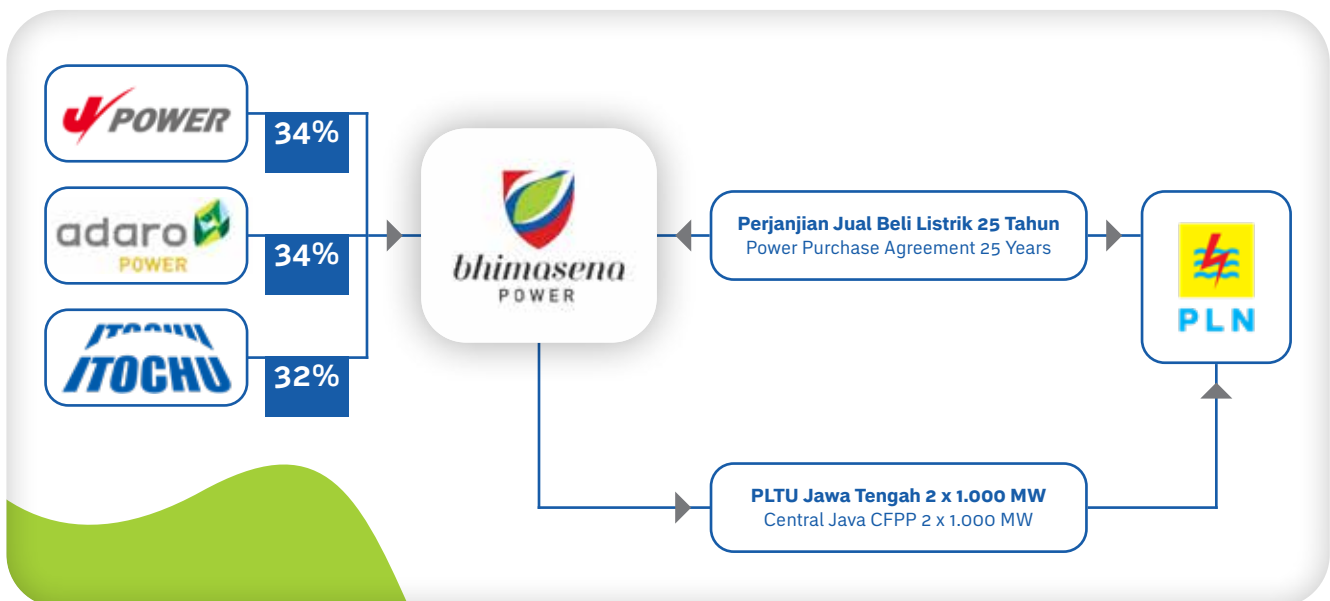 J POWER
34%
adaro
POWER
34%
ITOCHU
ITOCHU
32%
bhimasena
POWER
Perjanjian Jual Beli Listrik 25 Tahun
Power Purchase Agreement 25 Years
PLN
PLTU Jawa Tengah 2 x 1.000 MW
Central Java CFPP 2 x 1.000 MW